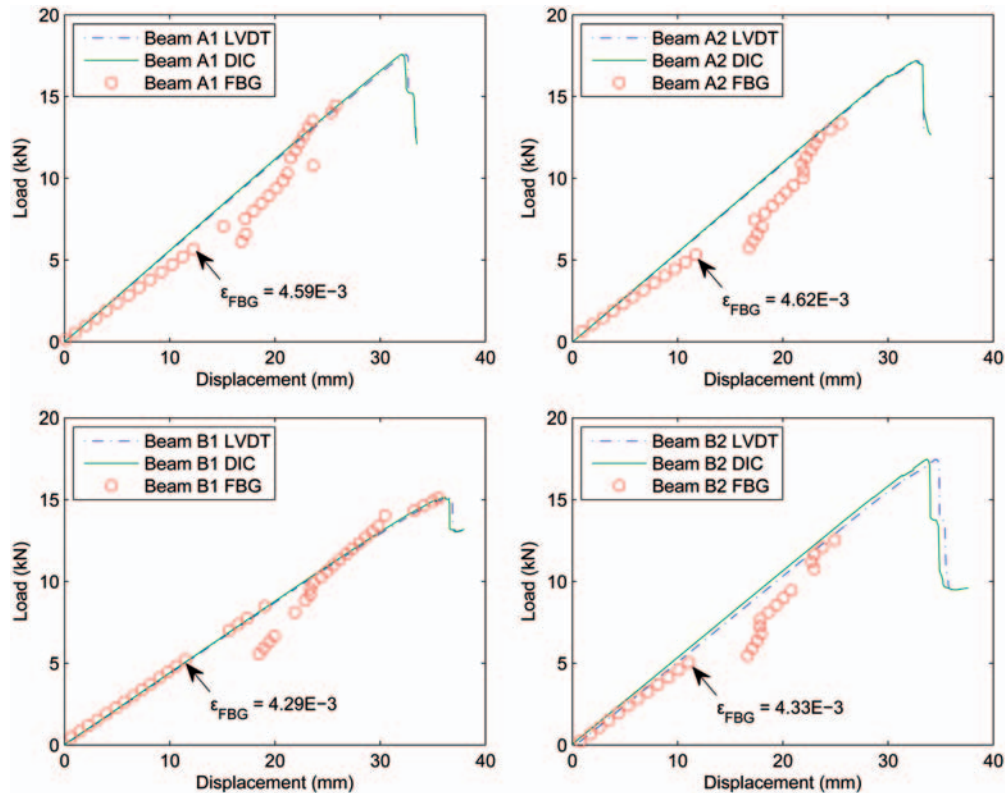 20
15
10
5
0
Load (kN)
Beam A1 LVDT
Beam A1 DIC
Beam A1 FBG
εFBG = 4.59E−3
0 10 20 30 40
Displacement (mm)
20
15
10
5
0
Load (kN)
Beam A2 LVDT
Beam A2 DIC
Beam A2 FBG
εFBG = 4.62E−3
0 10 20 30 40
Displacement (mm)
20
15
10
5
0
Load (kN)
Beam B1 LVDT
Beam B1 DIC
Beam B1 FBG
εFBG = 4.29E−3
0 10 20 30 40
Displacement (mm)
20
15
10
5
0
Load (kN)
Beam B2 LVDT
Beam B2 DIC
Beam B2 FBG
εFBG = 4.33E−3
0 10 20 30 40
Displacement (mm)